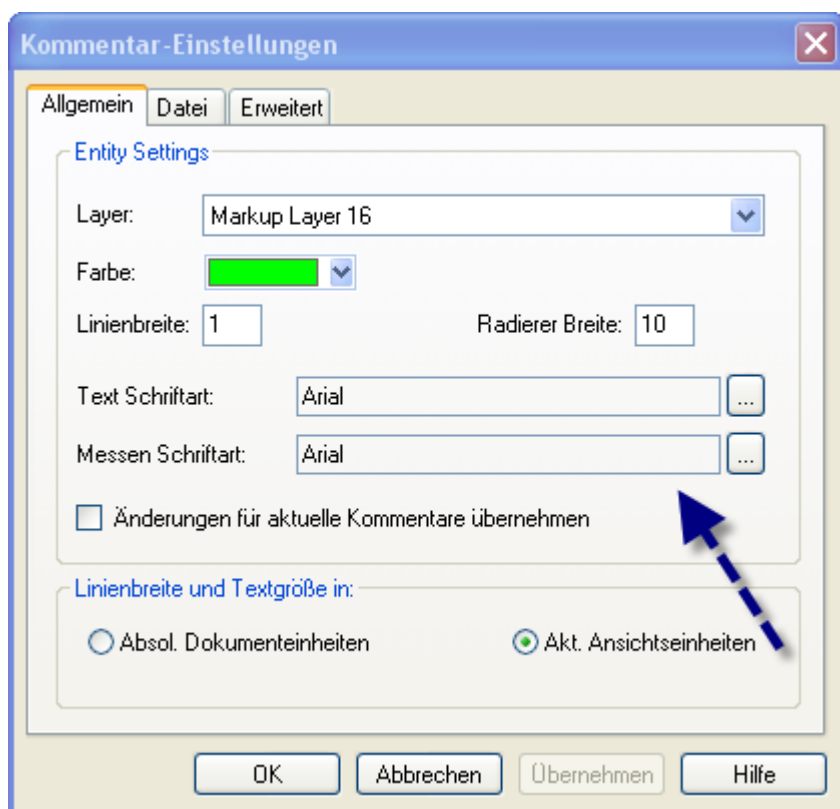 Kommentar-Einstellungen
Allgemein Datei Erweitert
Entity Settings
Layer: Markup Layer 16
Farbe:
Linienbreite: 1 Radierer Breite: 10
Text Schriftart: Arial ...
Messen Schriftart: Arial ...
Änderungen für aktuelle Kommentare übernehmen
Linienbreite und Textgröße in:
Absol. Dokumenteinheiten Akt. Ansichtseinheiten
OK Abbrechen Übernehmen Hilfe